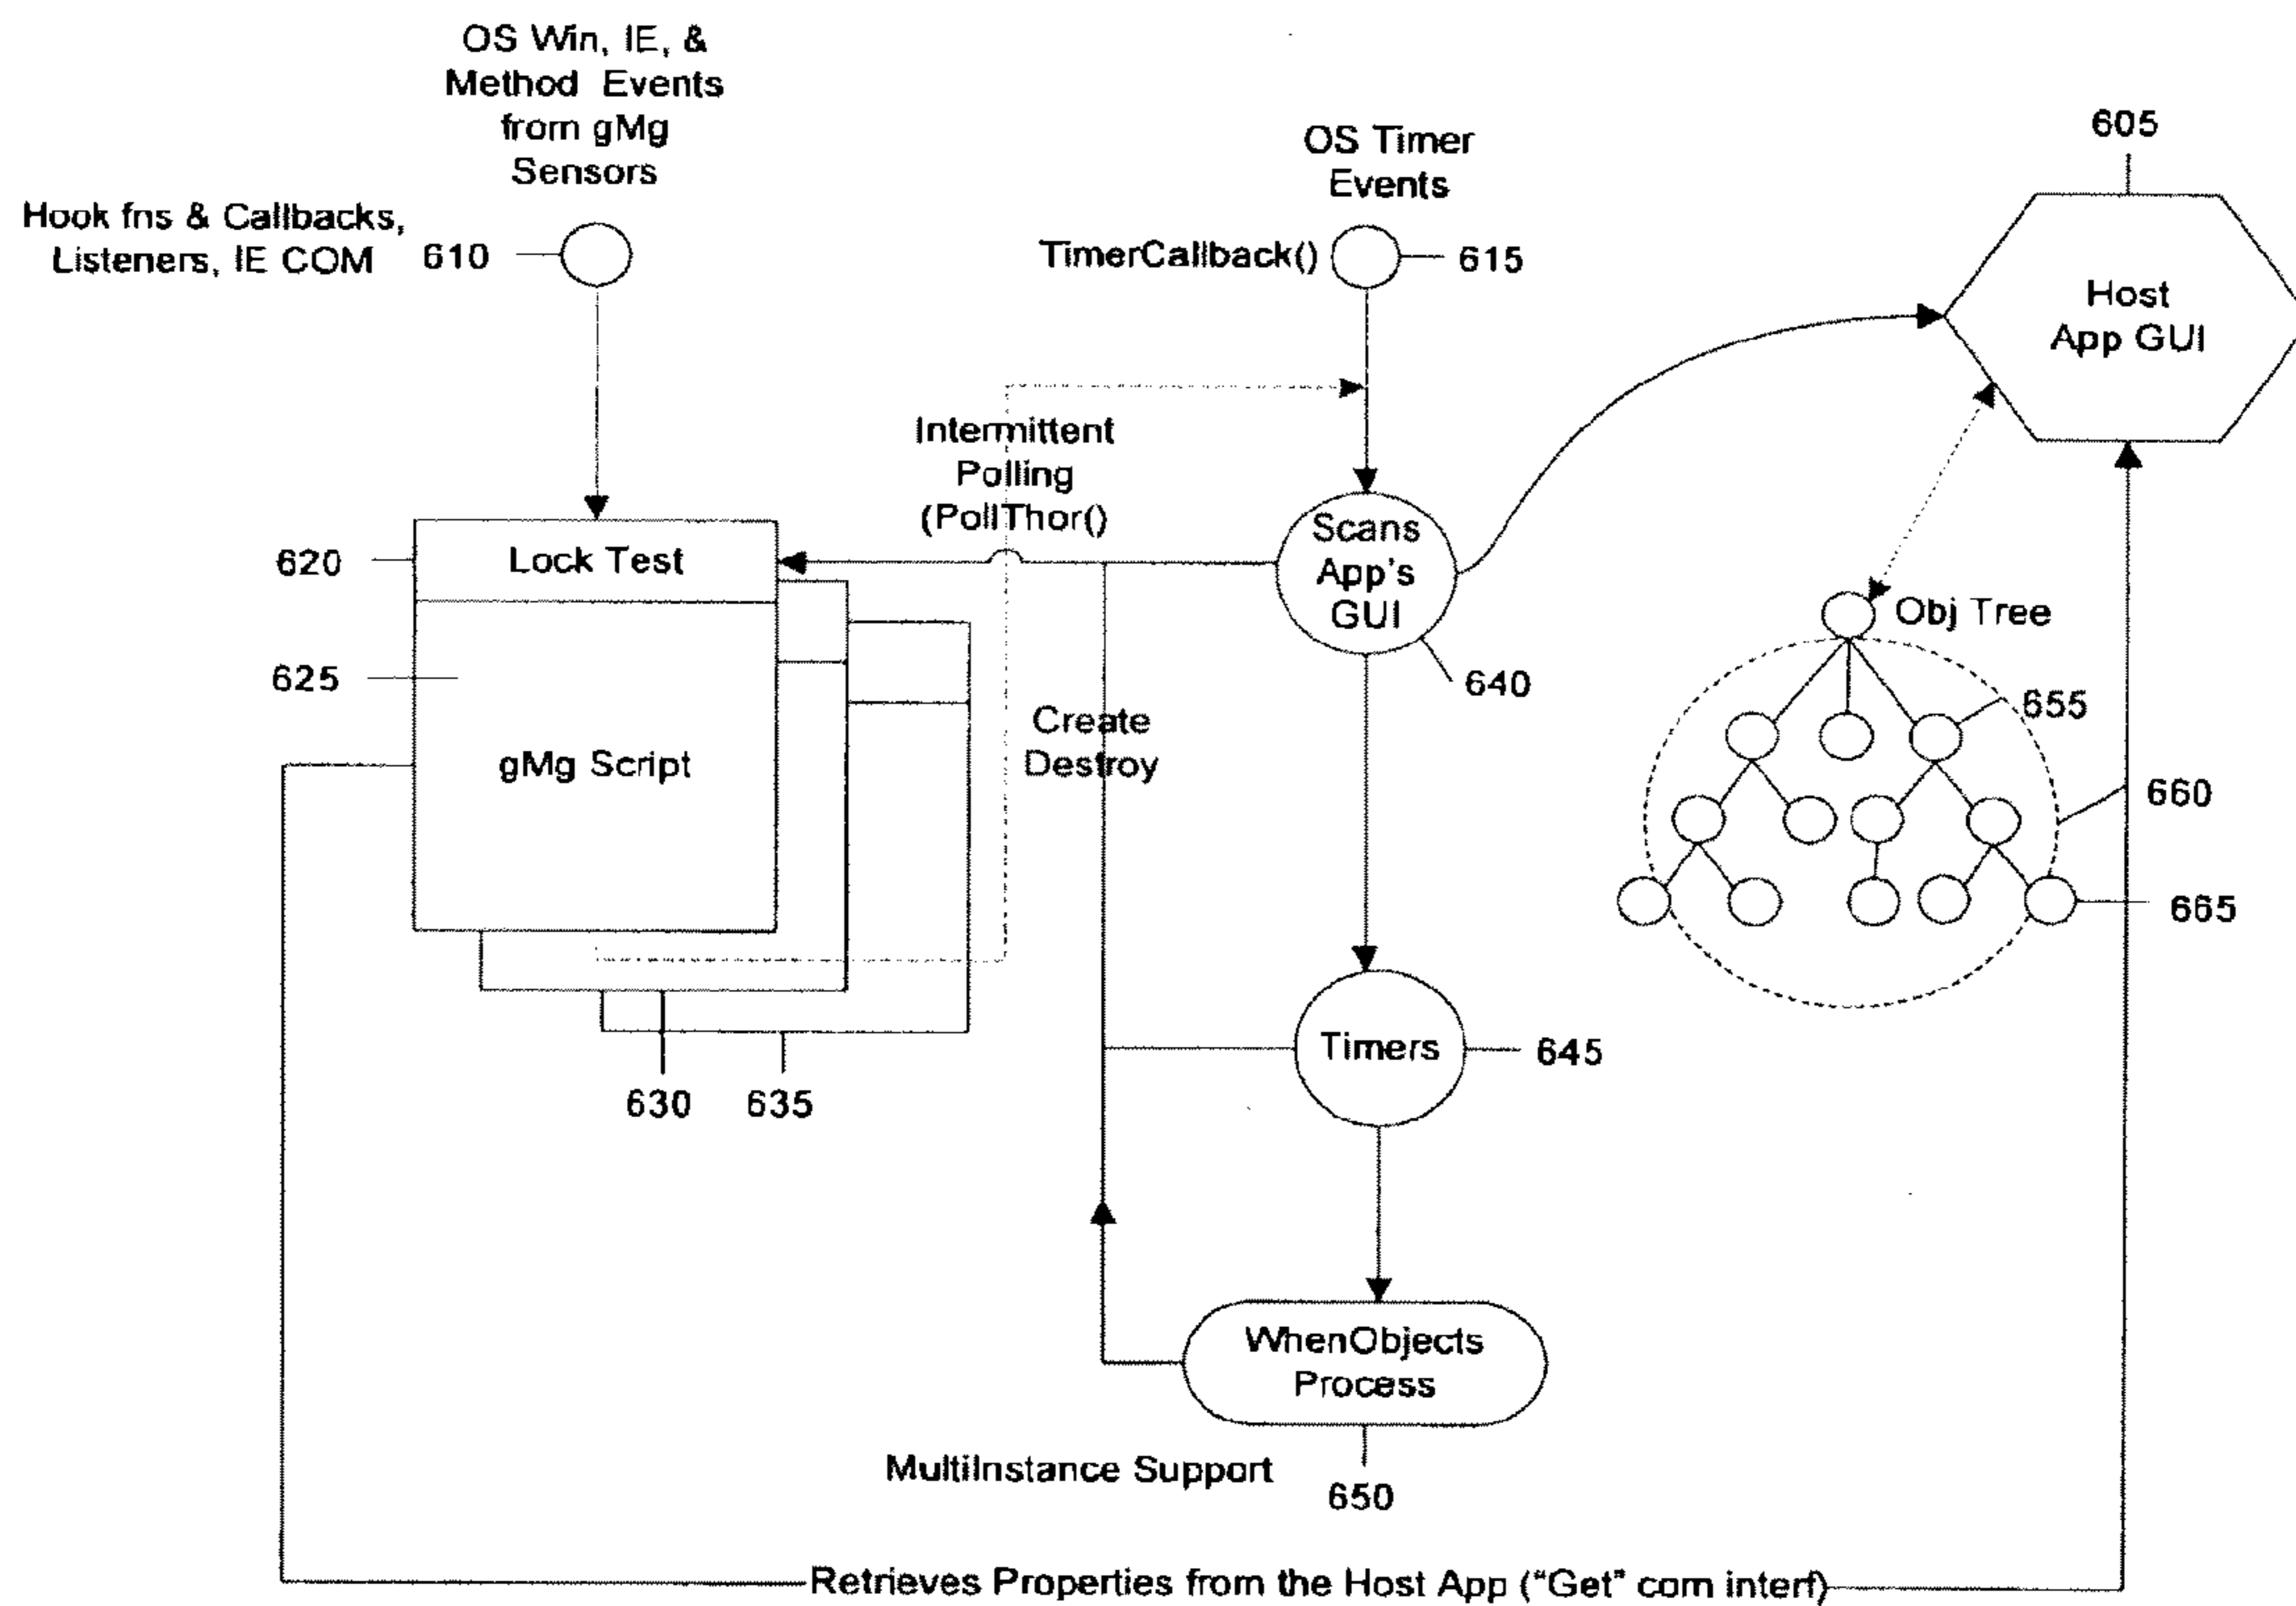 OS Win, IE, &
Method Events
from gMg
Sensors
Hook fns & Callbacks,
Listeners, IE COM
610
OS Timer
Events
TimerCallback()
615
605
Host
App GUI
Intermittent
Polling
(PollThor()
620
Lock Test
625
gMg Script
Scans
App's
GUI
640
Obj Tree
655
660
665
Create
Destroy
630
635
Timers
645
WhenObjects
Process
MultiInstance Support
650
Retrieves Properties from the Host App ("Get" com interf)